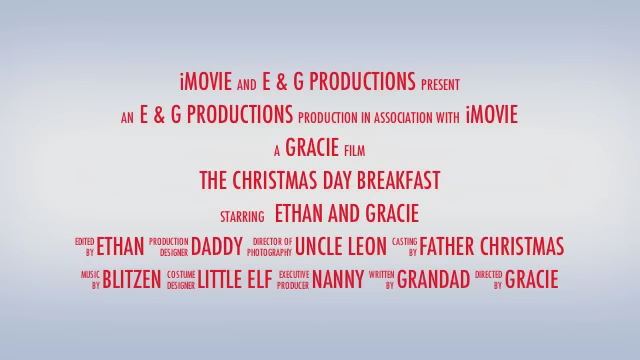 iMOVIE AND E & G PRODUCTIONS PRESENT
AN E & G PRODUCTIONS PRODUCTION IN ASSOCIATION WITH iMOVIE
A GRACIE FILM
THE CHRISTMAS DAY BREAKFAST
STARRING ETHAN AND GRACIE
EDITED BY ETHAN PRODUCTION DESIGNER DADDY DIRECTOR OF PHOTOGRAPHY UNCLE LEON CASTING BY FATHER CHRISTMAS
MUSIC BY BLITZEN COSTUME DESIGNER LITTLE ELF EXECUTIVE PRODUCER NANNY WRITTEN BY GRANDAD DIRECTED BY GRACIE